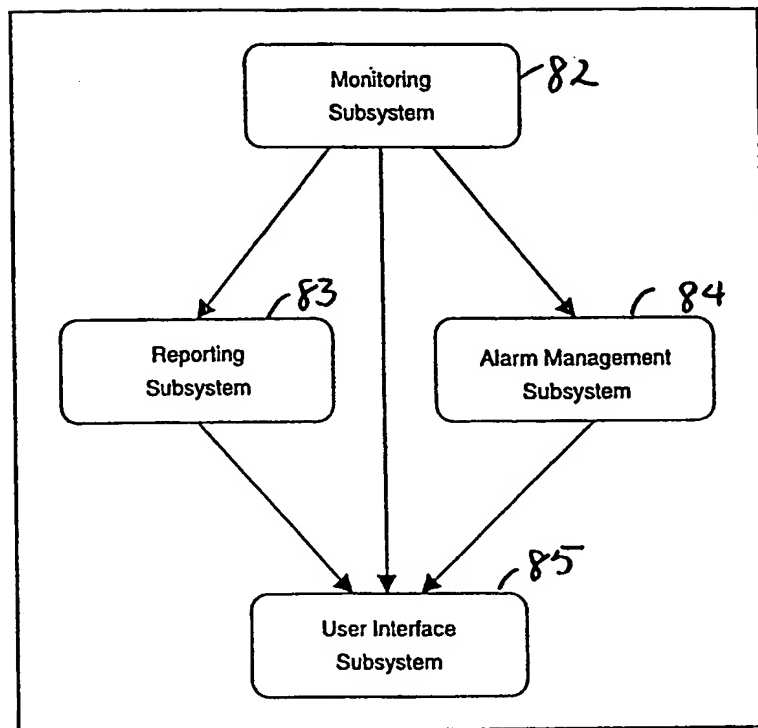 Monitoring
Subsystem
82
83
84
Reporting
Subsystem
Alarm Management
Subsystem
85
User Interface
Subsystem